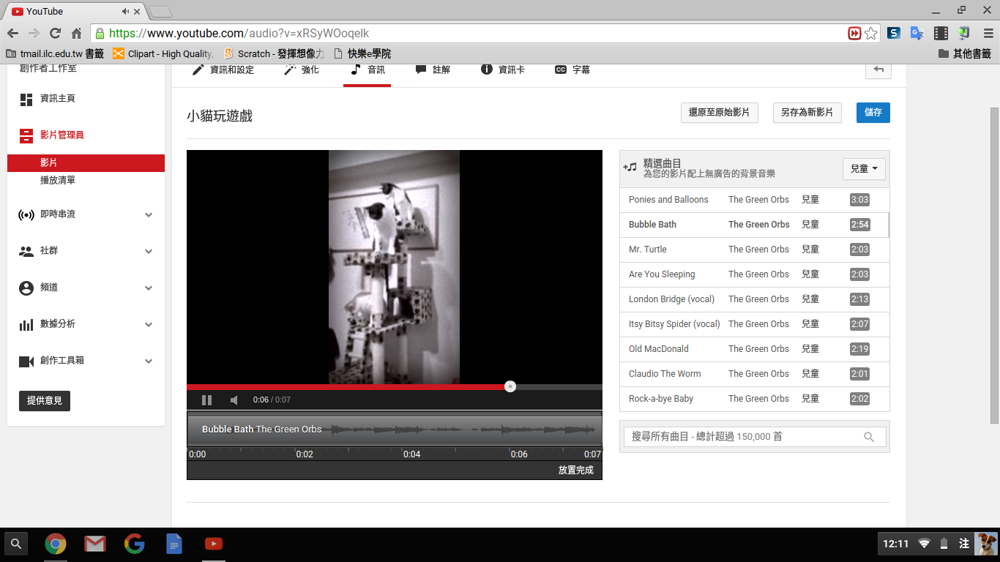 YouTube
https://www.youtube.com/audio?v=xRSyWOoqelk
tmail.ilc.edu.tw 書籤
Clipart - High Quality,
Scratch - 發揮想像力
快樂e學院
其他書籤
創作者工作室
資訊主頁
影片管理員
影片
播放清單
即時串流
社群
頻道
數據分析
創作工具箱
提供意見
資訊和設定
強化
音訊
註解
資訊卡
CC 字幕
小貓玩遊戲
還原至原始影片
另存為新影片
儲存
0:06 / 0:07
Bubble Bath The Green Orbs
0:00 0:02 0:04 0:06 0:07
放置完成
精選曲目
為您的影片配上無廣告的背景音樂
兒童
Ponies and Balloons The Green Orbs 兒童 3:03
Bubble Bath The Green Orbs 兒童 2:54
Mr. Turtle The Green Orbs 兒童 2:03
Are You Sleeping The Green Orbs 兒童 2:03
London Bridge (vocal) The Green Orbs 兒童 2:13
Itsy Bitsy Spider (vocal) The Green Orbs 兒童 2:07
Old MacDonald The Green Orbs 兒童 2:19
Claudio The Worm The Green Orbs 兒童 2:01
Rock-a-bye Baby The Green Orbs 兒童 2:02
搜尋所有曲目 - 總計超過 150,000 首
12:11 注